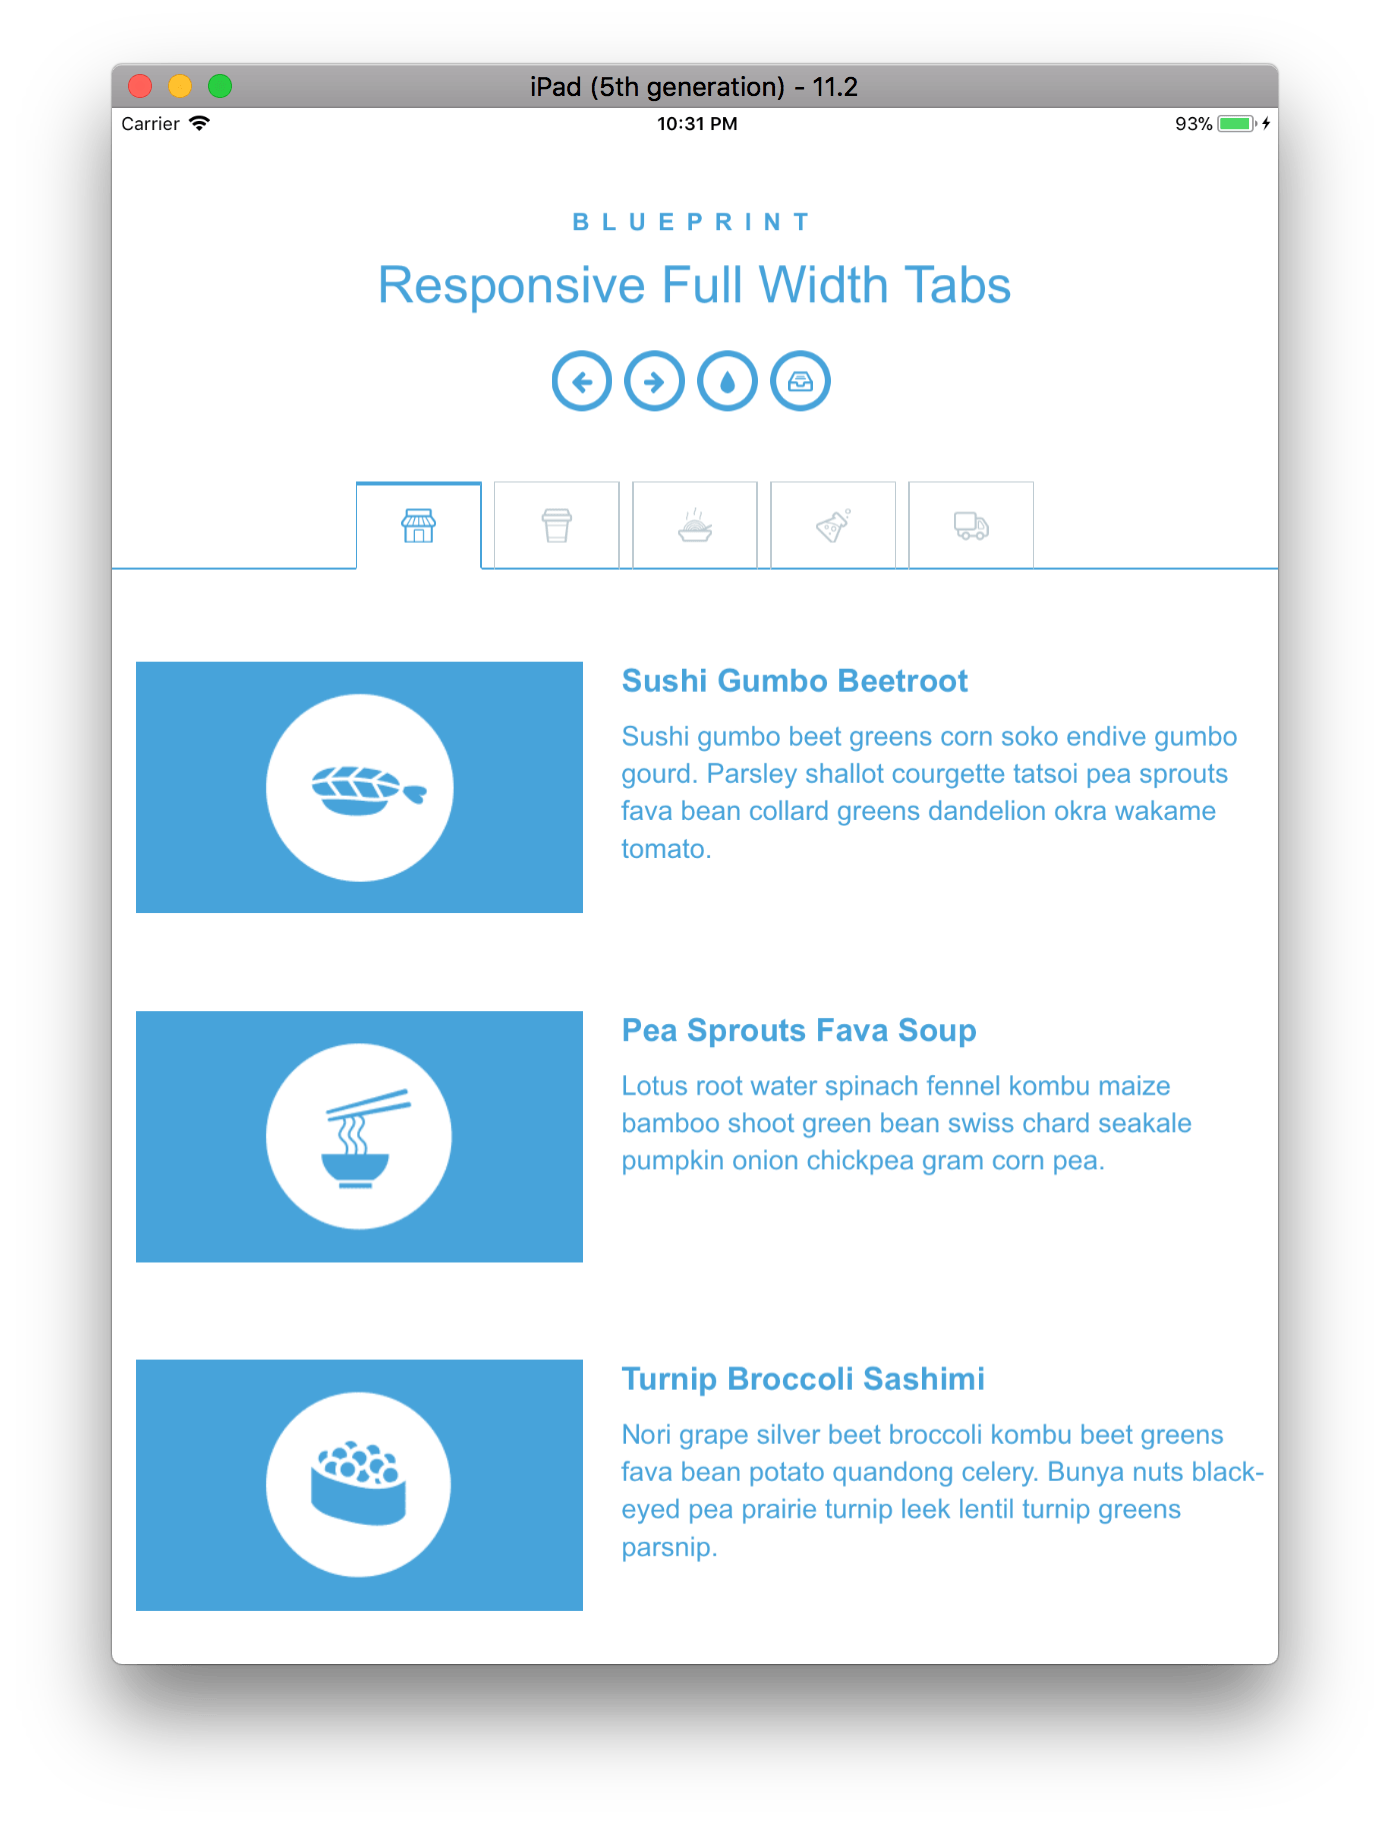 iPad (5th generation) - 11.2
Carrier 10:31 PM 93%
BLUEPRINT
Responsive Full Width Tabs
Sushi Gumbo Beetroot
Sushi gumbo beet greens corn soko endive gumbo
gourd. Parsley shallot courgette tatsoi pea sprouts
fava bean collard greens dandelion okra wakame
tomato.
Pea Sprouts Fava Soup
Lotus root water spinach fennel kombu maize
bamboo shoot green bean swiss chard seakale
pumpkin onion chickpea gram corn pea.
Turnip Broccoli Sashimi
Nori grape silver beet broccoli kombu beet greens
fava bean potato quandong celery. Bunya nuts black-
eyed pea prairie turnip leek lentil turnip greens
parsnip.